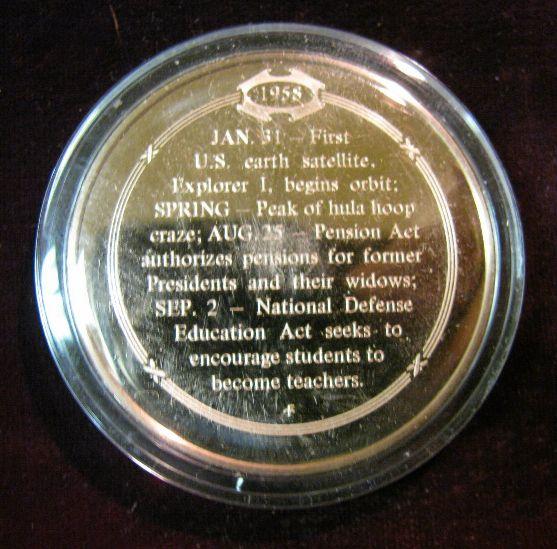 1958
JAN. 31 – First
U.S. earth satellite,
Explorer I, begins orbit;
SPRING – Peak of hula hoop
craze; AUG. 25 – Pension Act
authorizes pensions for former
Presidents and their widows;
SEP. 2 – National Defense
Education Act seeks to
encourage students to
become teachers.